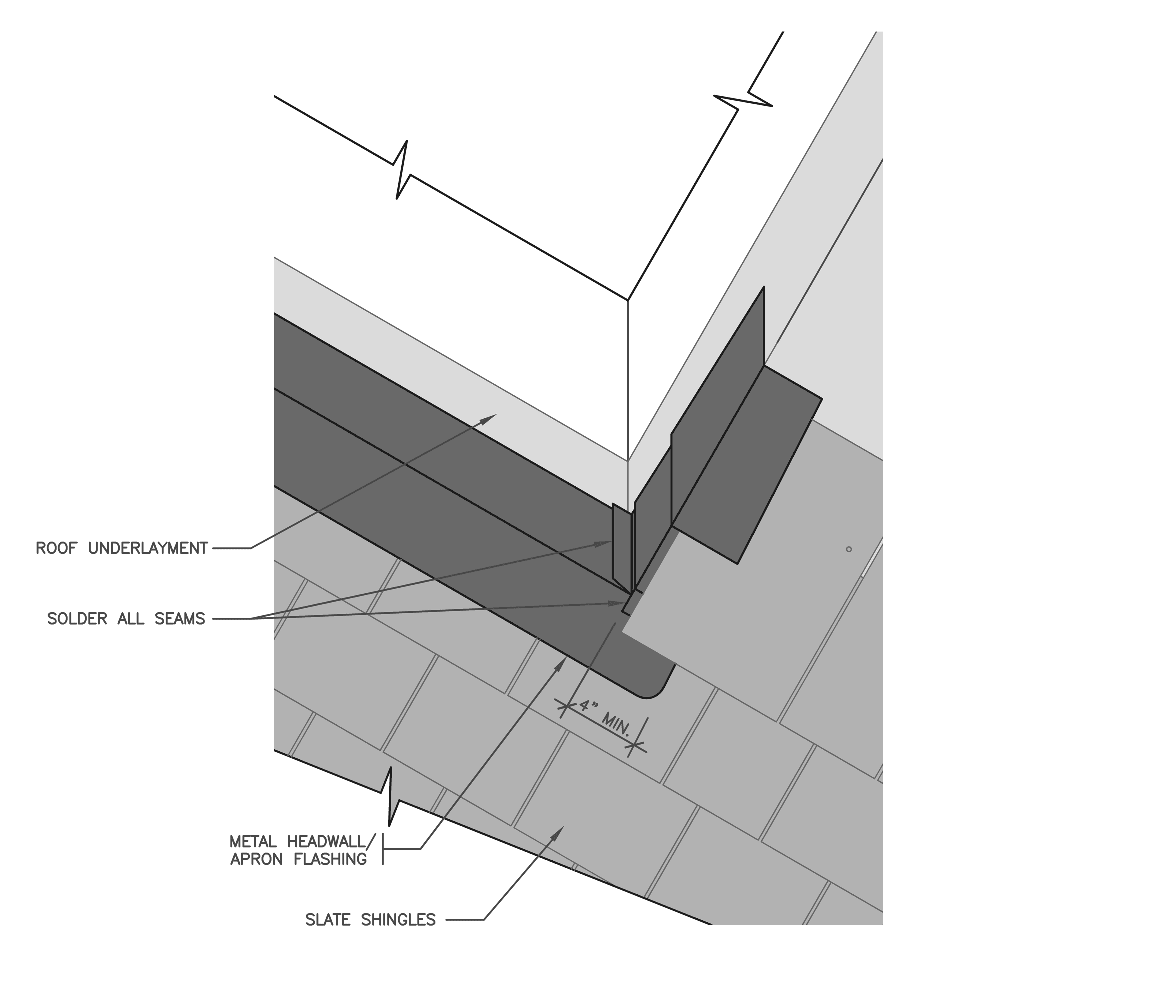 ROOF UNDERLAYMENT
SOLDER ALL SEAMS
4" MIN.
METAL HEADWALL/
APRON FLASHING
SLATE SHINGLES